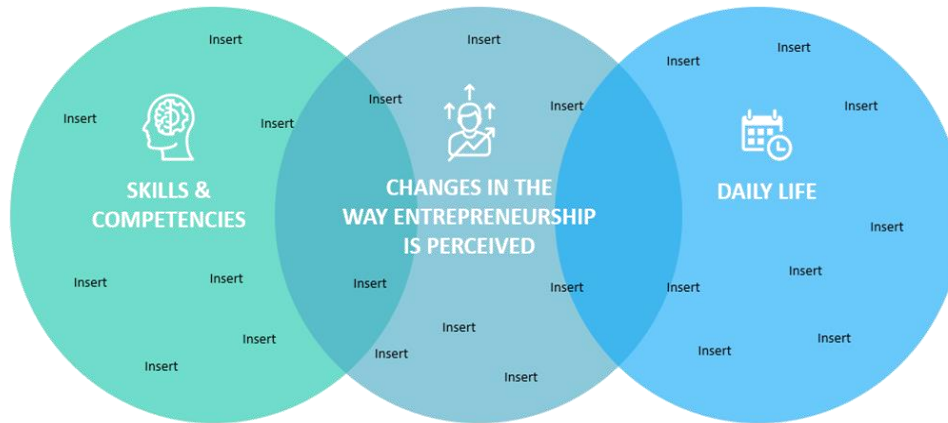 Insert
Insert
Insert
SKILLS &
COMPETENCIES
Insert
Insert
Insert
Insert
Insert
Insert
Insert
CHANGES IN THE
WAY ENTREPRENEURSHIP
IS PERCEIVED
Insert
Insert
Insert
Insert
Insert
Insert
Insert
Insert
DAILY LIFE
Insert
Insert
Insert
Insert
Insert